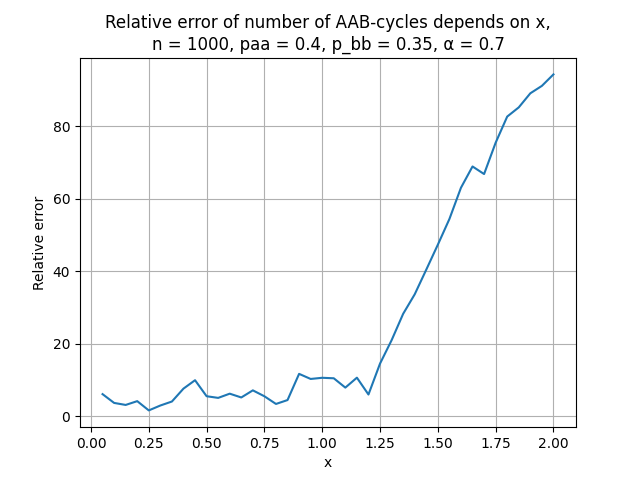 Relative error of number of AAB-cycles depends on x,
n = 1000, paa = 0.4, p_bb = 0.35, α = 0.7
Relative error
80
60
40
20
0
0.00 0.25 0.50 0.75 1.00 1.25 1.50 1.75 2.00
x